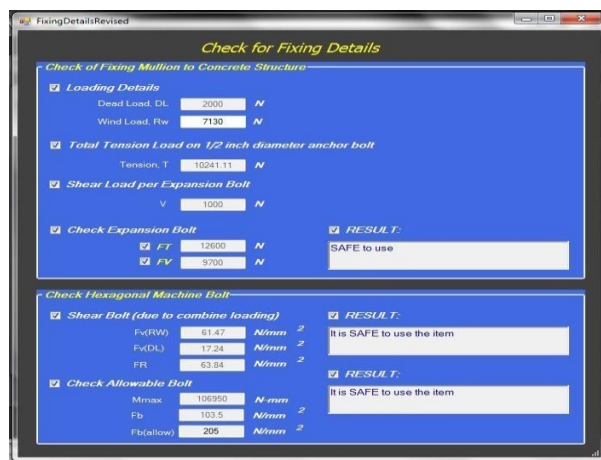 FixingDetailsRevised
Check for Fixing Details
Check of Fixing Mullion to Concrete Structure
Loading Details
Dead Load, DL 2000 N
Wind Load, Rw 7130 N
Total Tension Load on 1/2 inch diameter anchor bolt
Tension, T 10241.11 N
Shear Load per Expansion Bolt
V 1000 N
Check Expansion Bolt RESULT:
FT 12600 N SAFE to use
FV 9700 N
Check Hexagonal Machine Bolt
Shear Bolt (due to combine loading) RESULT:
Fv(RW) 61.47 N/mm 2 It is SAFE to use the item
Fv(DL) 17.24 N/mm 2
FR 63.84 N/mm 2
RESULT:
Check Allowable Bolt
Mmax 106950 N-mm It is SAFE to use the item
Fb 103.5 N/mm 2
Fb(allow) 205 N/mm 2